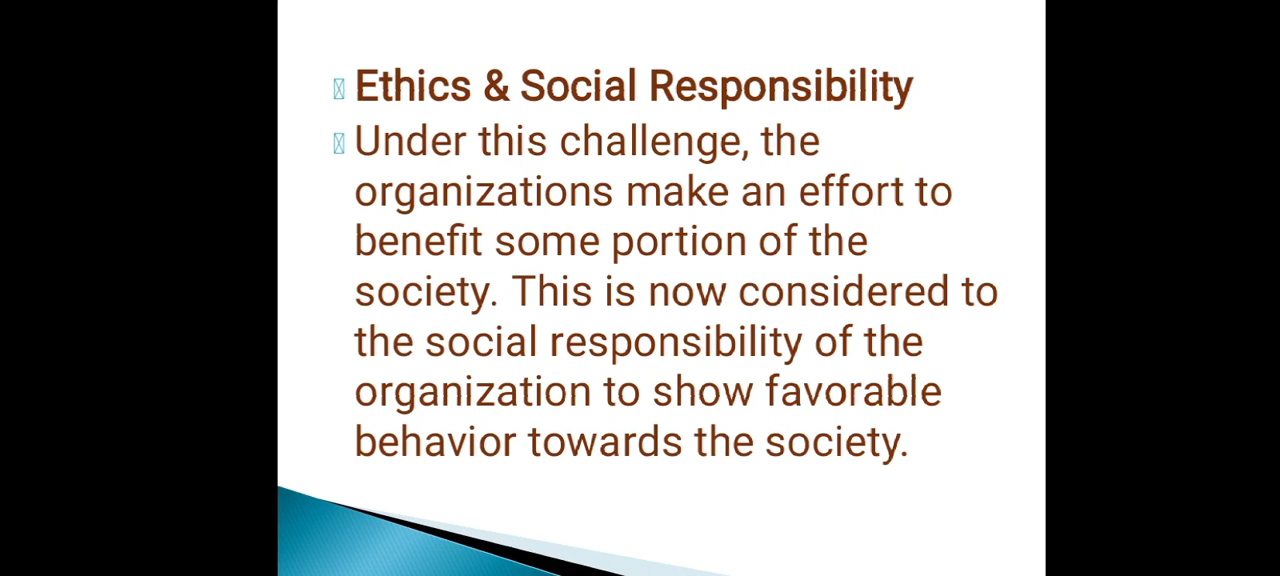 Ethics & Social Responsibility
Under this challenge, the
organizations make an effort to
benefit some portion of the
society. This is now considered to
the social responsibility of the
organization to show favorable
behavior towards the society.